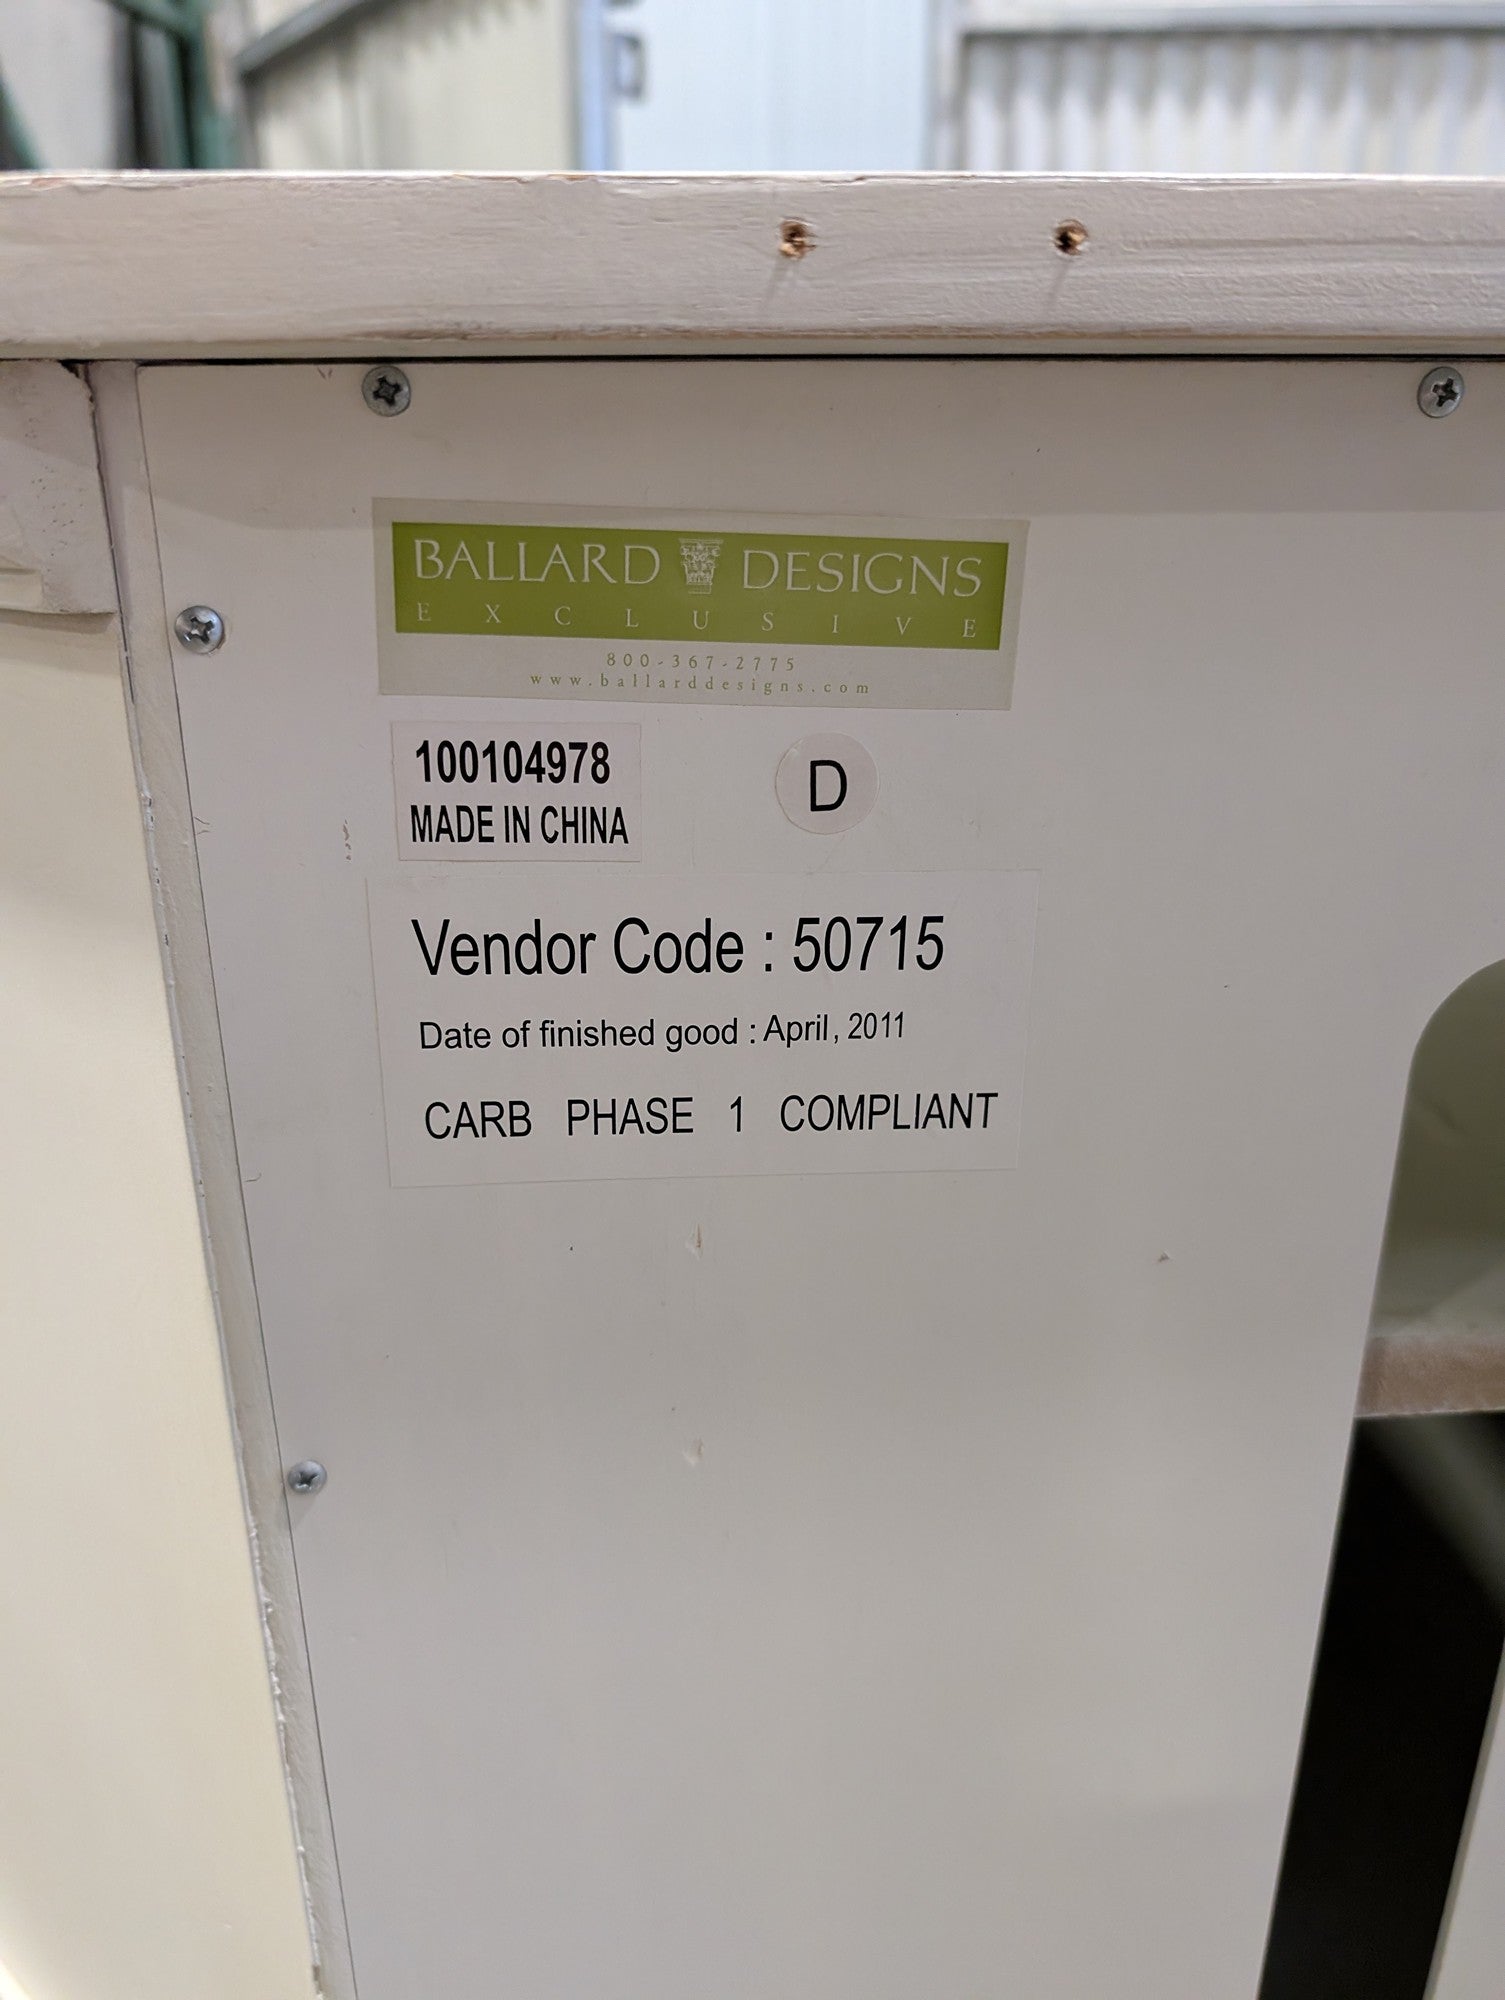 BALLARD DESIGNS
EXCLUSIVE
800-367-2775
www.ballarddesigns.com
100104978
MADE IN CHINA
D
Vendor Code : 50715
Date of finished good : April, 2011
CARB PHASE 1 COMPLIANT